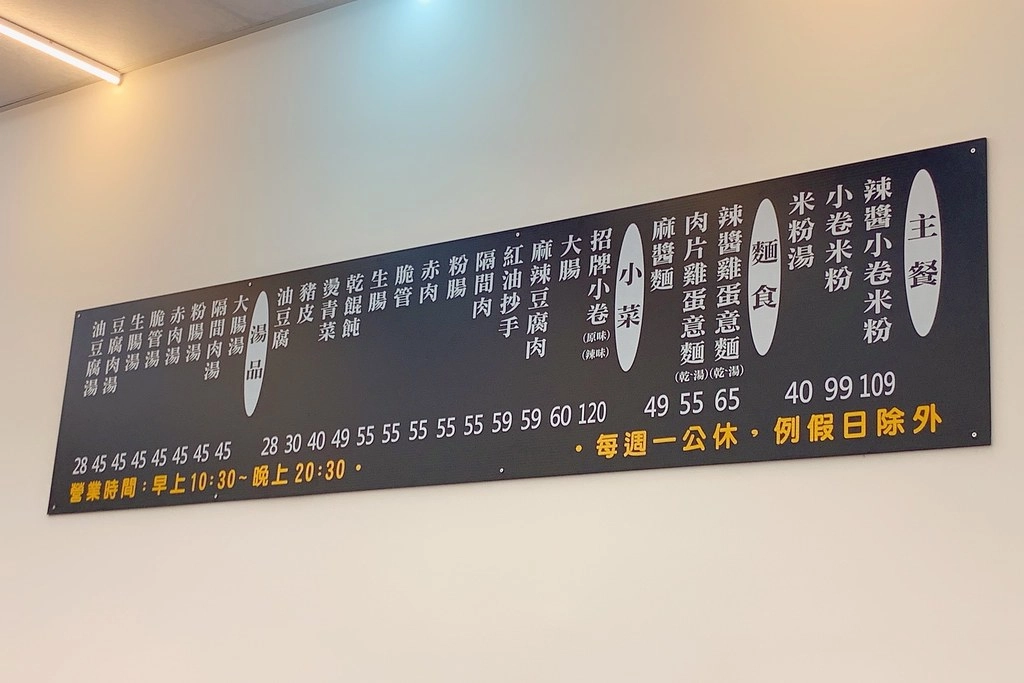 主餐
辣醬小卷米粉 109
小卷米粉 99
米粉湯 40
麵食
辣醬雞蛋意麵(乾、湯) 65
肉片雞蛋意麵(乾、湯) 55
麻醬麵 49
小菜
招牌小卷(原味)(辣味) 120
大腸 60
麻辣豆腐肉 59
紅油抄手 59
隔間肉 55
粉腸 55
赤肉 55
脆管 55
生腸 55
乾餛飩 49
燙青菜 40
豬皮 30
油豆腐 28
湯品
大腸湯 45
隔間肉湯 45
粉腸湯 45
赤肉湯 45
脆管湯 45
生腸湯 45
豆腐肉湯 45
油豆腐湯 28
營業時間：早上10:30~晚上20:30・
・每週一公休，例假日除外